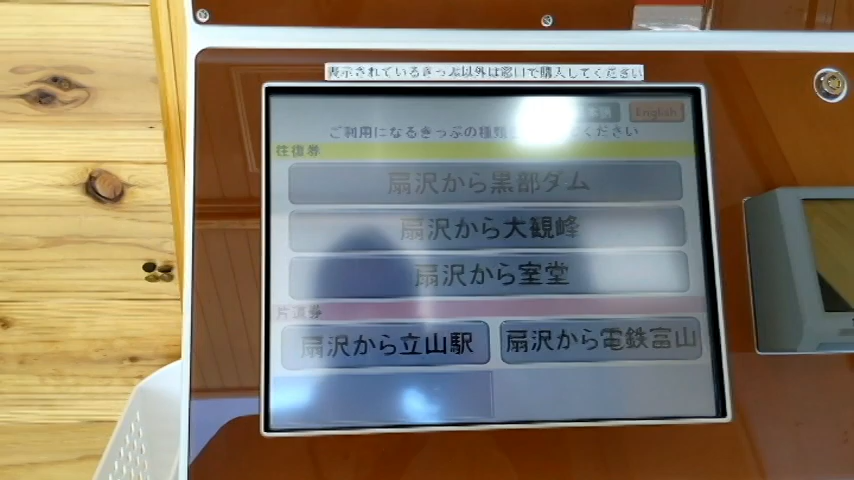 表示されているきっぷ以外は窓口で購入してください
English
ご利用になるきっぷの種類 ください
往復券
扇沢から黒部ダム
扇沢から大観峰
扇沢から室堂
片道券
扇沢から立山駅
扇沢から電鉄富山